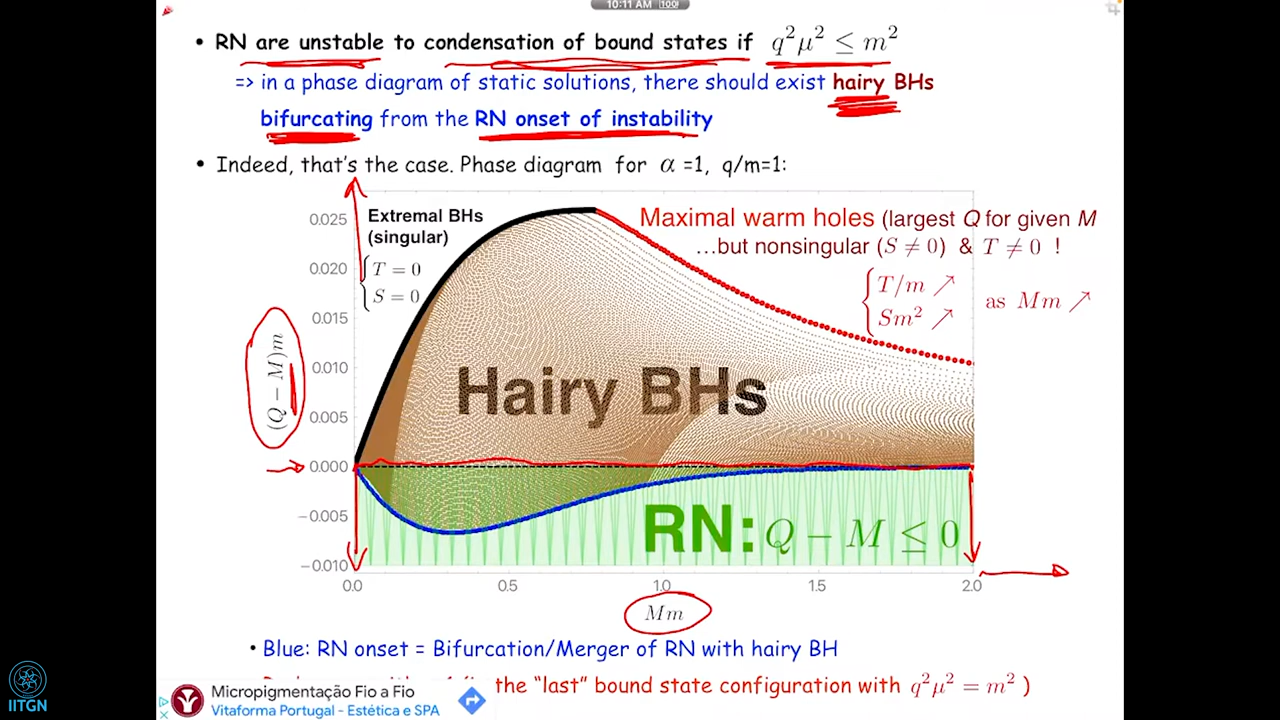 10:11 AM 100%
• RN are unstable to condensation of bound states if q²μ² ≤ m²
=> in a phase diagram of static solutions, there should exist hairy BHs
bifurcating from the RN onset of instability
• Indeed, that's the case. Phase diagram for α =1, q/m=1:
Extremal BHs
(singular)
{ T = 0
S = 0
Maximal warm holes (largest Q for given M
...but nonsingular (S ≠ 0) & T ≠ 0 !
{ T/m ↗
Sm² ↗
as Mm ↗
(Q − M)m
0.025
0.020
0.015
0.010
0.005
0.000
−0.005
−0.010
Hairy BHs
RN: Q − M ≤ 0
0.0 0.5 1.0 1.5 2.0
Mm
• Blue: RN onset = Bifurcation/Merger of RN with hairy BH
the "last" bound state configuration with q²μ² = m² )
Micropigmentação Fio a Fio
Vitaforma Portugal - Estética e SPA
IITGN